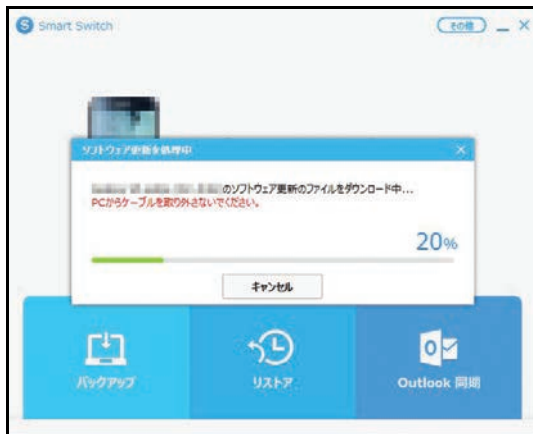 S Smart Switch
その他
ソフトウェア更新を処理中
のソフトウェア更新のファイルをダウンロード中...
PCからケーブルを取り外さないでください。
20%
キャンセル
バックアップ
リストア
Outlook 同期